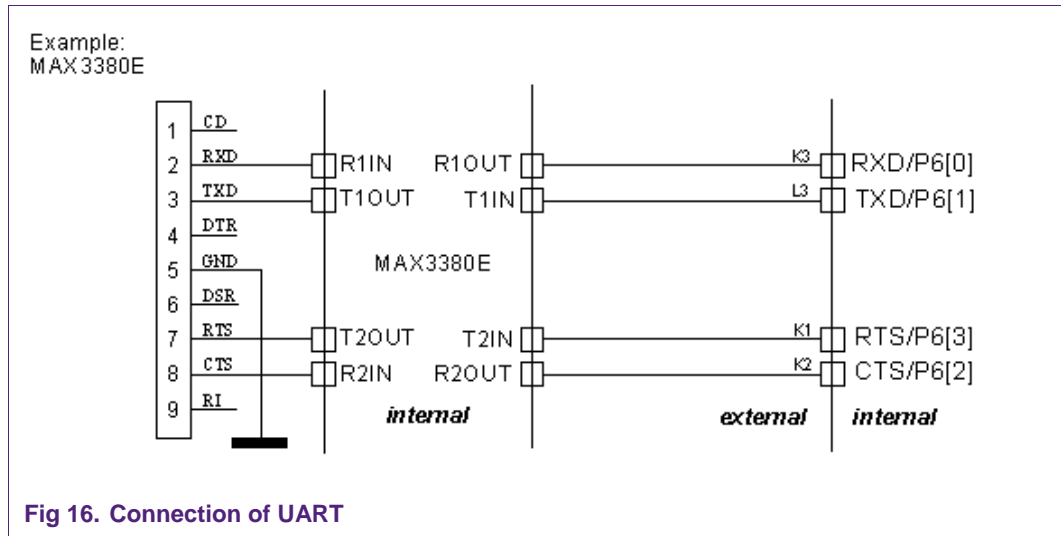 Example:
MAX3380E
1 CD
2 RXD R1IN R1OUT K3 RXD/P6[0]
3 TXD T1OUT T1IN L3 TXD/P6[1]
4 DTR
5 GND MAX3380E
6 DSR
7 RTS T2OUT T2IN K1 RTS/P6[3]
8 CTS R2IN R2OUT K2 CTS/P6[2]
9 RI
internal external internal
Fig 16. Connection of UART